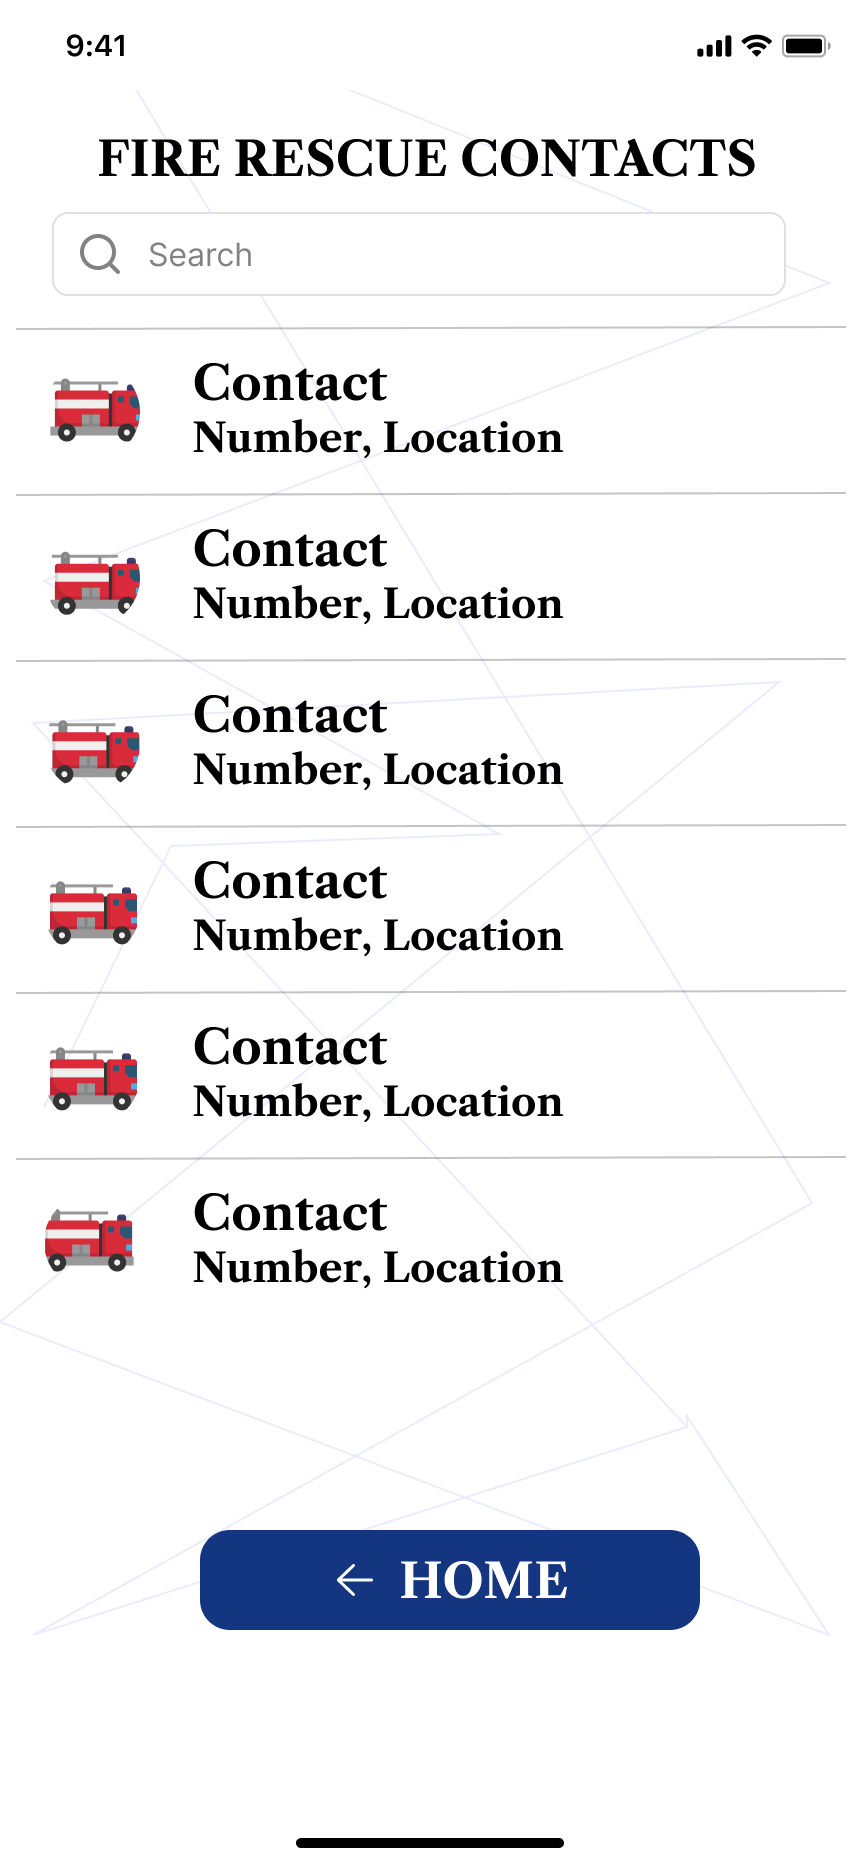 9:41
FIRE RESCUE CONTACTS
Search
Contact
Number, Location
Contact
Number, Location
Contact
Number, Location
Contact
Number, Location
Contact
Number, Location
Contact
Number, Location
HOME